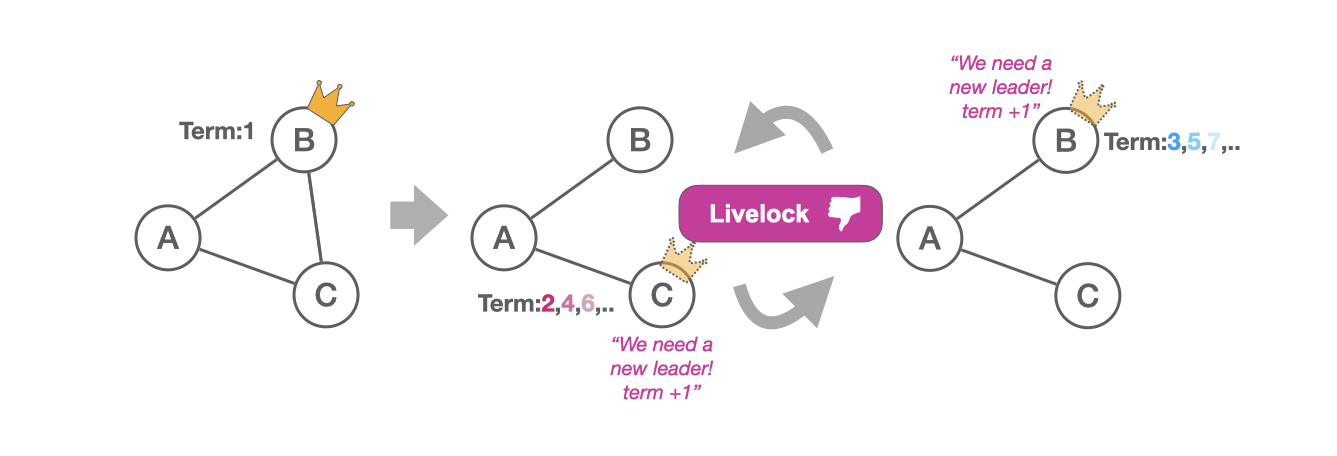 Term:1
B
A
C
B
A
C
Term:2,4,6,..
“We need a
new leader!
term +1”
Livelock
“We need a
new leader!
term +1”
B
Term:3,5,7,..
A
C